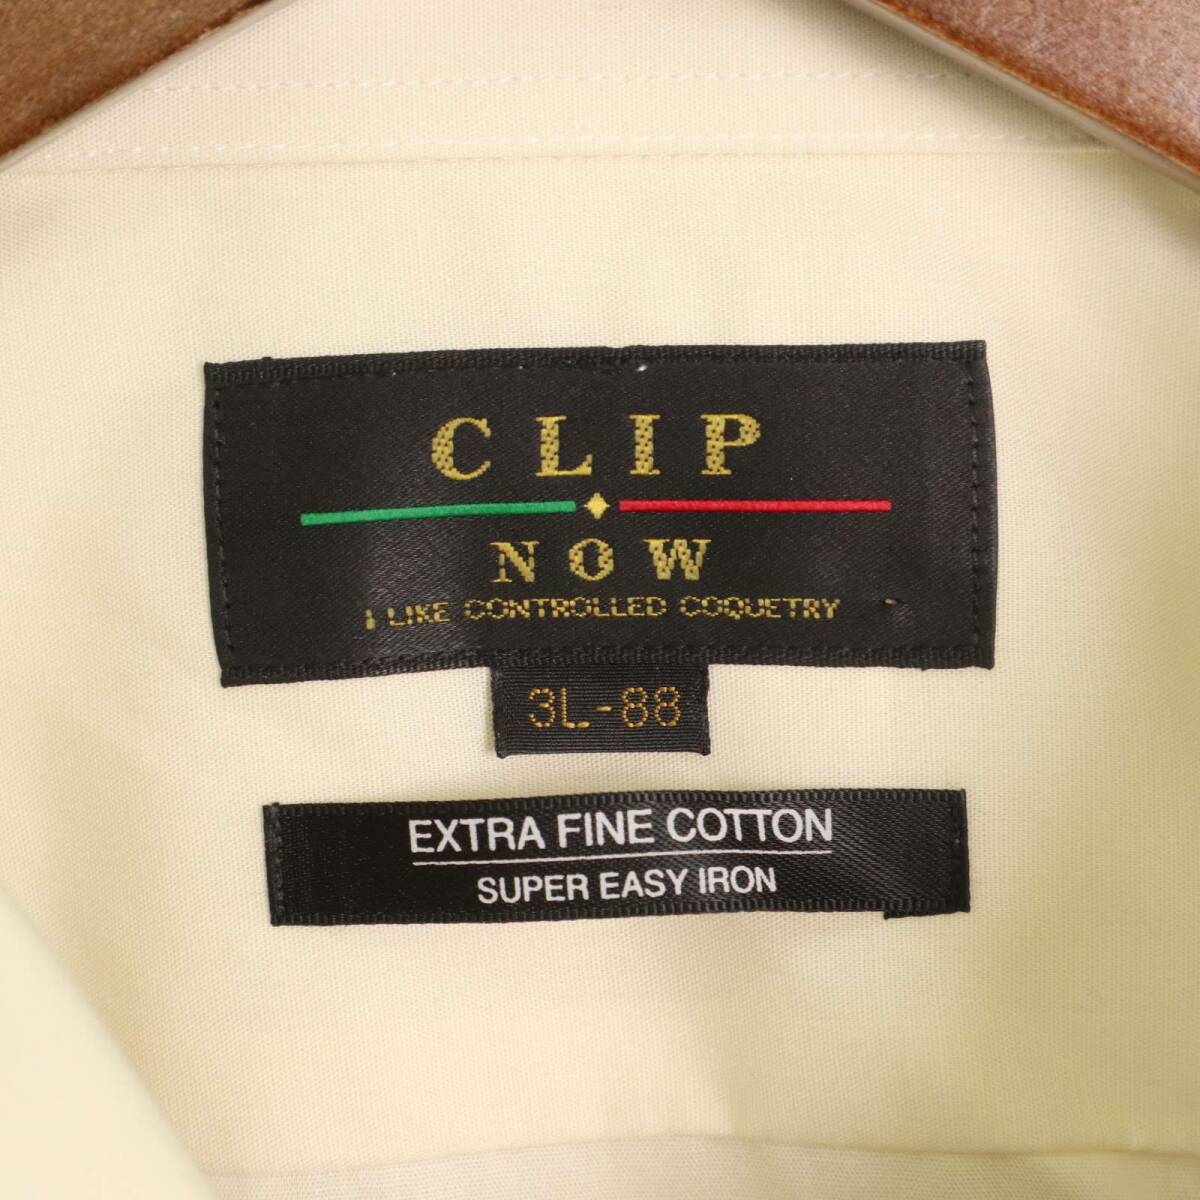 CLIP
NOW
I LIKE CONTROLLED COQUETRY
3L-88
EXTRA FINE COTTON
SUPER EASY IRON